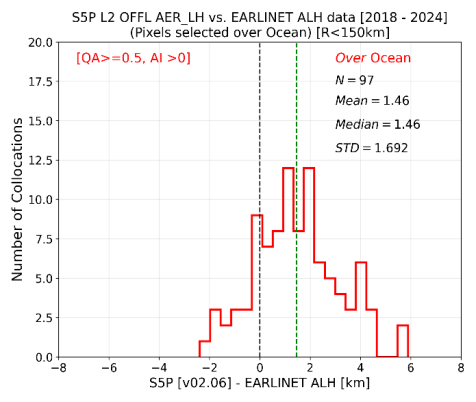 S5P L2 OFFL AER_LH vs. EARLINET ALH data [2018 - 2024]
(Pixels selected over Ocean) [R<150km]
[QA>=0.5, AI >0]
Over Ocean
N = 97
Mean = 1.46
Median = 1.46
STD = 1.692
Number of Collocations
20.0
17.5
15.0
12.5
10.0
7.5
5.0
2.5
0.0
−8 −6 −4 −2 0 2 4 6 8
S5P [v02.06] - EARLINET ALH [km]